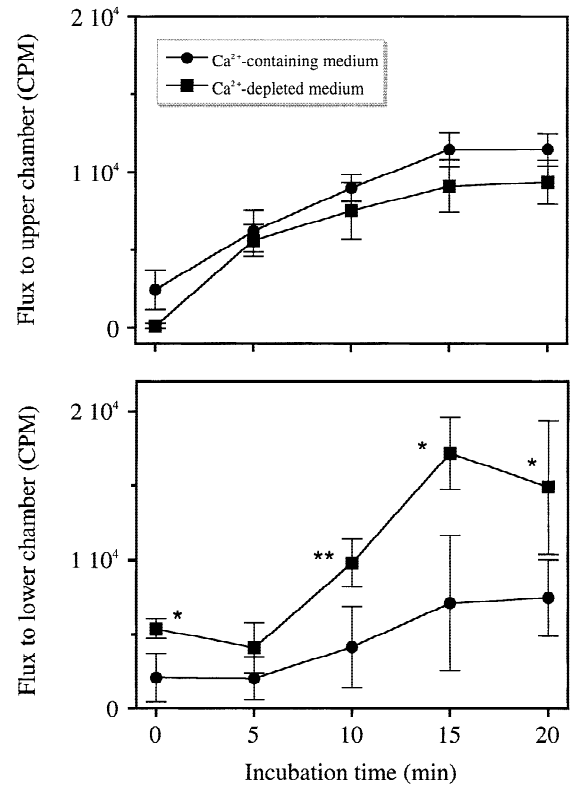 Flux to upper chamber (CPM)
2 10⁴
Ca²⁺-containing medium
Ca²⁺-depleted medium
1 10⁴
0
Flux to lower chamber (CPM)
2 10⁴
*
*
**
1 10⁴
*
0
0 5 10 15 20
Incubation time (min)